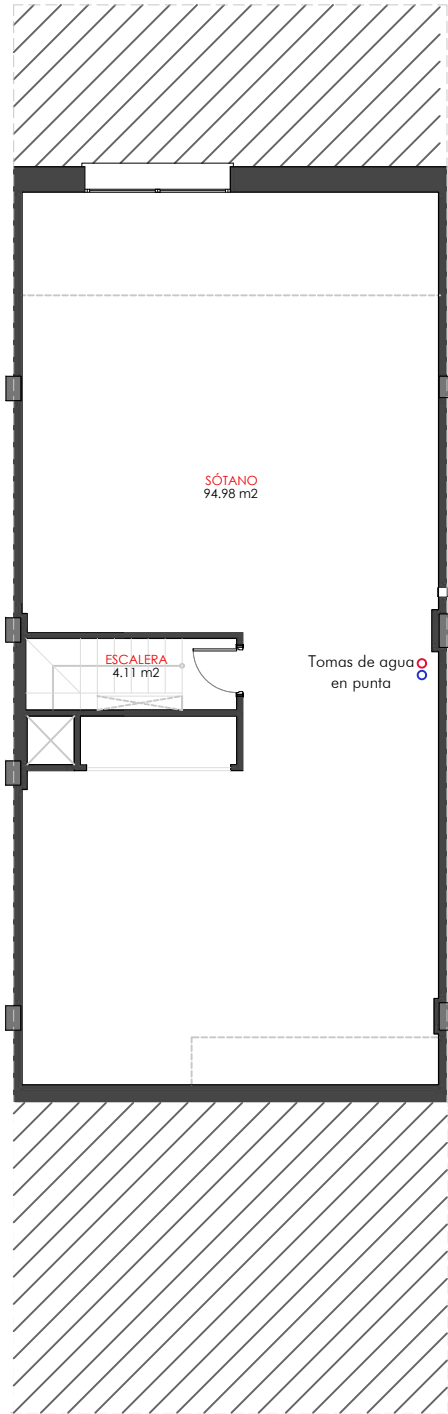 SÓTANO
94.98 m2
ESCALERA
4.11 m2
Tomas de agua
en punta